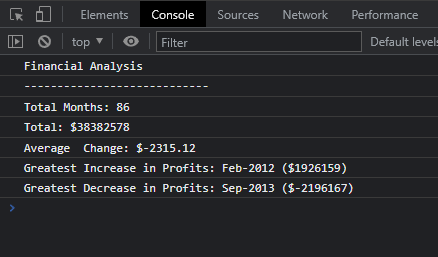 Elements Console Sources Network Performance
top Filter Default levels
Financial Analysis
----------------------------
Total Months: 86
Total: $38382578
Average  Change: $-2315.12
Greatest Increase in Profits: Feb-2012 ($1926159)
Greatest Decrease in Profits: Sep-2013 ($-2196167)